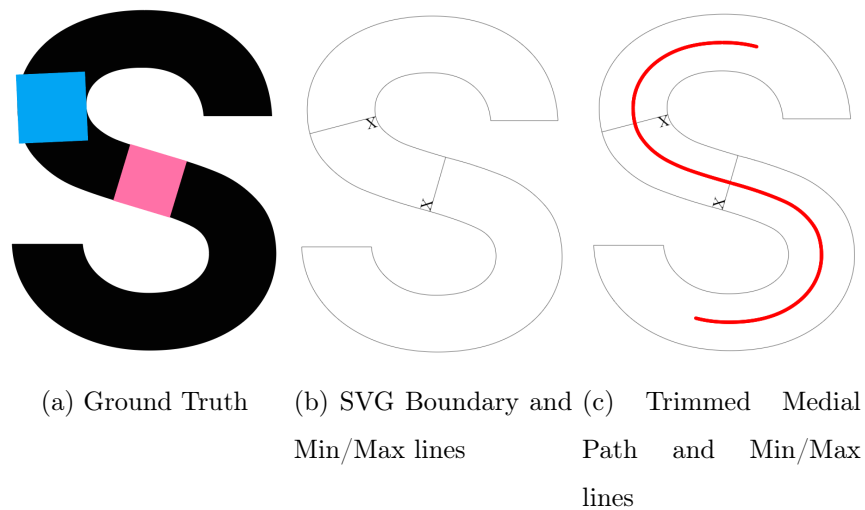 S S S
X X
X X
(a) Ground Truth
(b) SVG Boundary and
Min/Max lines
(c) Trimmed Medial
Path and Min/Max
lines